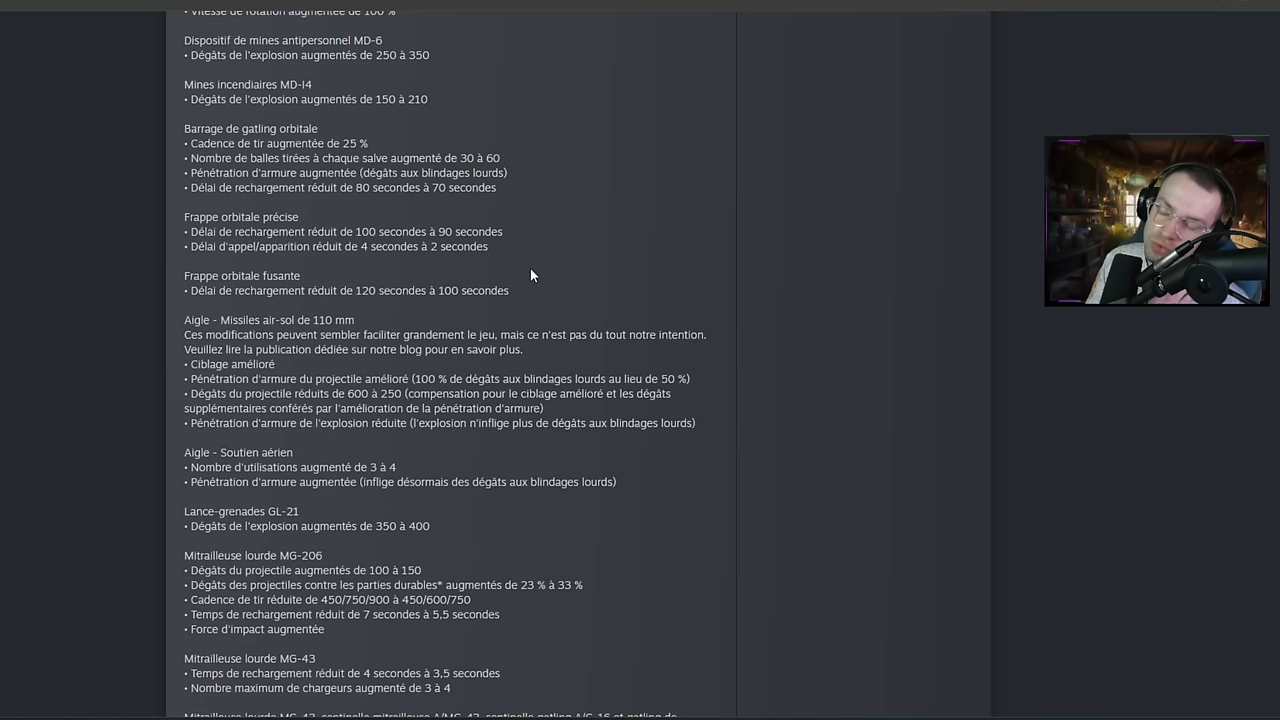 • Vitesse de rotation augmentée de 100 %
Dispositif de mines antipersonnel MD-6
• Dégâts de l'explosion augmentés de 250 à 350
Mines incendiaires MD-I4
• Dégâts de l'explosion augmentés de 150 à 210
Barrage de gatling orbitale
• Cadence de tir augmentée de 25 %
• Nombre de balles tirées à chaque salve augmenté de 30 à 60
• Pénétration d'armure augmentée (dégâts aux blindages lourds)
• Délai de rechargement réduit de 80 secondes à 70 secondes
Frappe orbitale précise
• Délai de rechargement réduit de 100 secondes à 90 secondes
• Délai d'appel/apparition réduit de 4 secondes à 2 secondes
Frappe orbitale fusante
• Délai de rechargement réduit de 120 secondes à 100 secondes
Aigle - Missiles air-sol de 110 mm
Ces modifications peuvent sembler faciliter grandement le jeu, mais ce n'est pas du tout notre intention.
Veuillez lire la publication dédiée sur notre blog pour en savoir plus.
• Ciblage amélioré
• Pénétration d'armure du projectile amélioré (100 % de dégâts aux blindages lourds au lieu de 50 %)
• Dégâts du projectile réduits de 600 à 250 (compensation pour le ciblage amélioré et les dégâts
supplémentaires conférés par l'amélioration de la pénétration d'armure)
• Pénétration d'armure de l'explosion réduite (l'explosion n'inflige plus de dégâts aux blindages lourds)
Aigle - Soutien aérien
• Nombre d'utilisations augmenté de 3 à 4
• Pénétration d'armure augmentée (inflige désormais des dégâts aux blindages lourds)
Lance-grenades GL-21
• Dégâts de l'explosion augmentés de 350 à 400
Mitrailleuse lourde MG-206
• Dégâts du projectile augmentés de 100 à 150
• Dégâts des projectiles contre les parties durables* augmentés de 23 % à 33 %
• Cadence de tir réduite de 450/750/900 à 450/600/750
• Temps de rechargement réduit de 7 secondes à 5,5 secondes
• Force d'impact augmentée
Mitrailleuse lourde MG-43
• Temps de rechargement réduit de 4 secondes à 3,5 secondes
• Nombre maximum de chargeurs augmenté de 3 à 4
Mitrailleuse lourde MG-43, sentinelle mitrailleuse A/MG-43, sentinelle gatling A/G-16 et gatling de